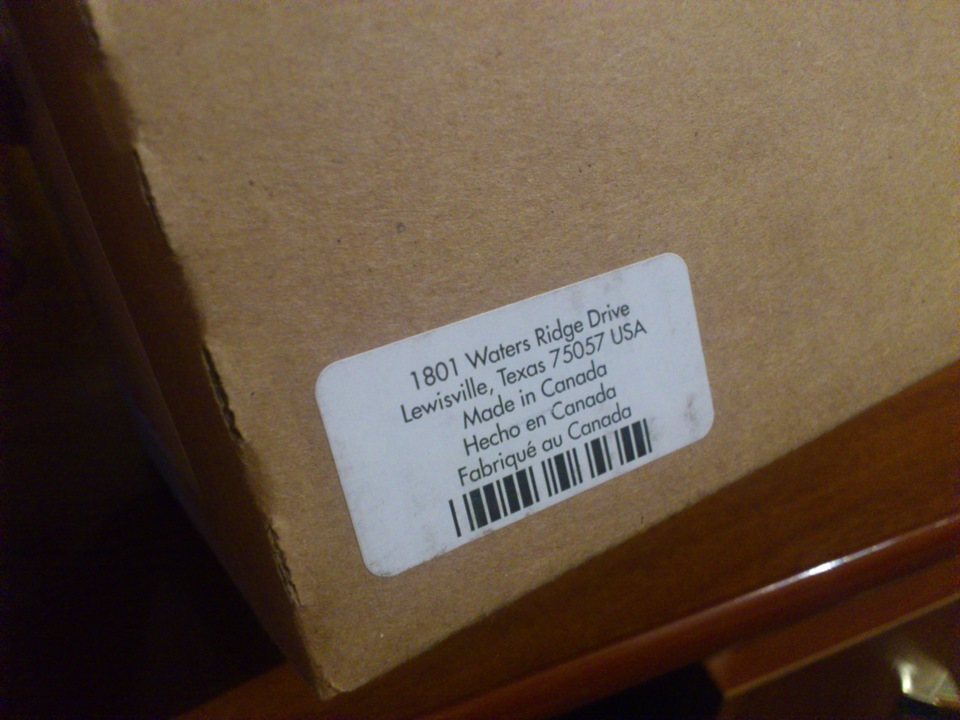 1801 Waters Ridge Drive
Lewisville, Texas 75057 USA
Made in Canada
Hecho en Canada
Fabriqué au Canada